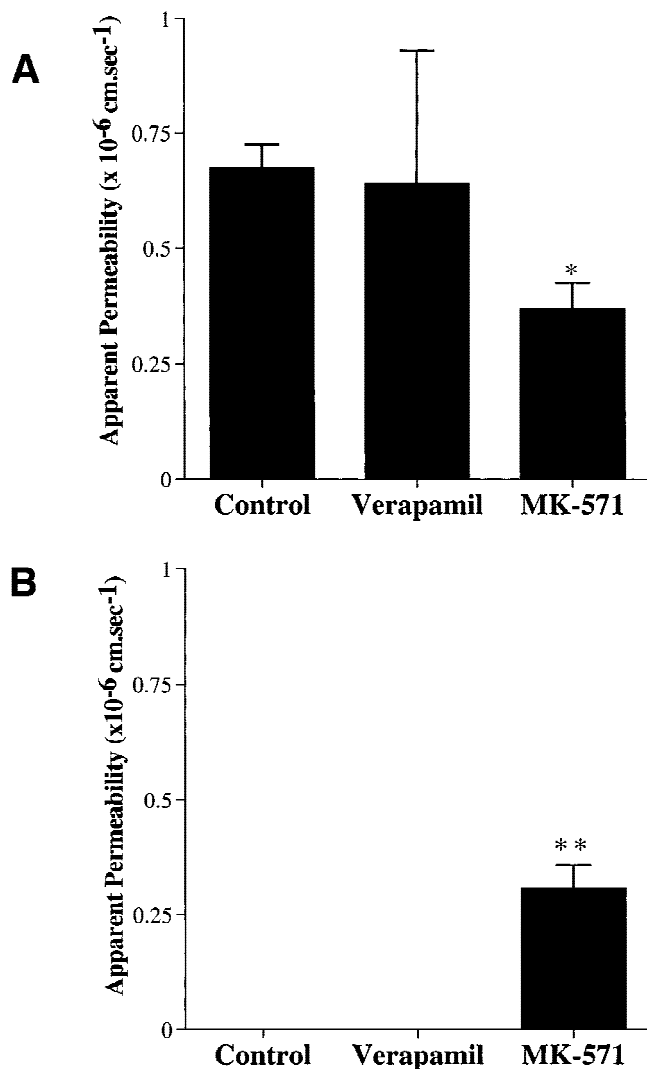 A
Apparent Permeability (x 10-6 cm.sec-1)
1
0.75
0.5
0.25
0
*
Control Verapamil MK-571
B
Apparent Permeability (x10-6 cm.sec-1)
1
0.75
0.5
0.25
0
**
Control Verapamil MK-571